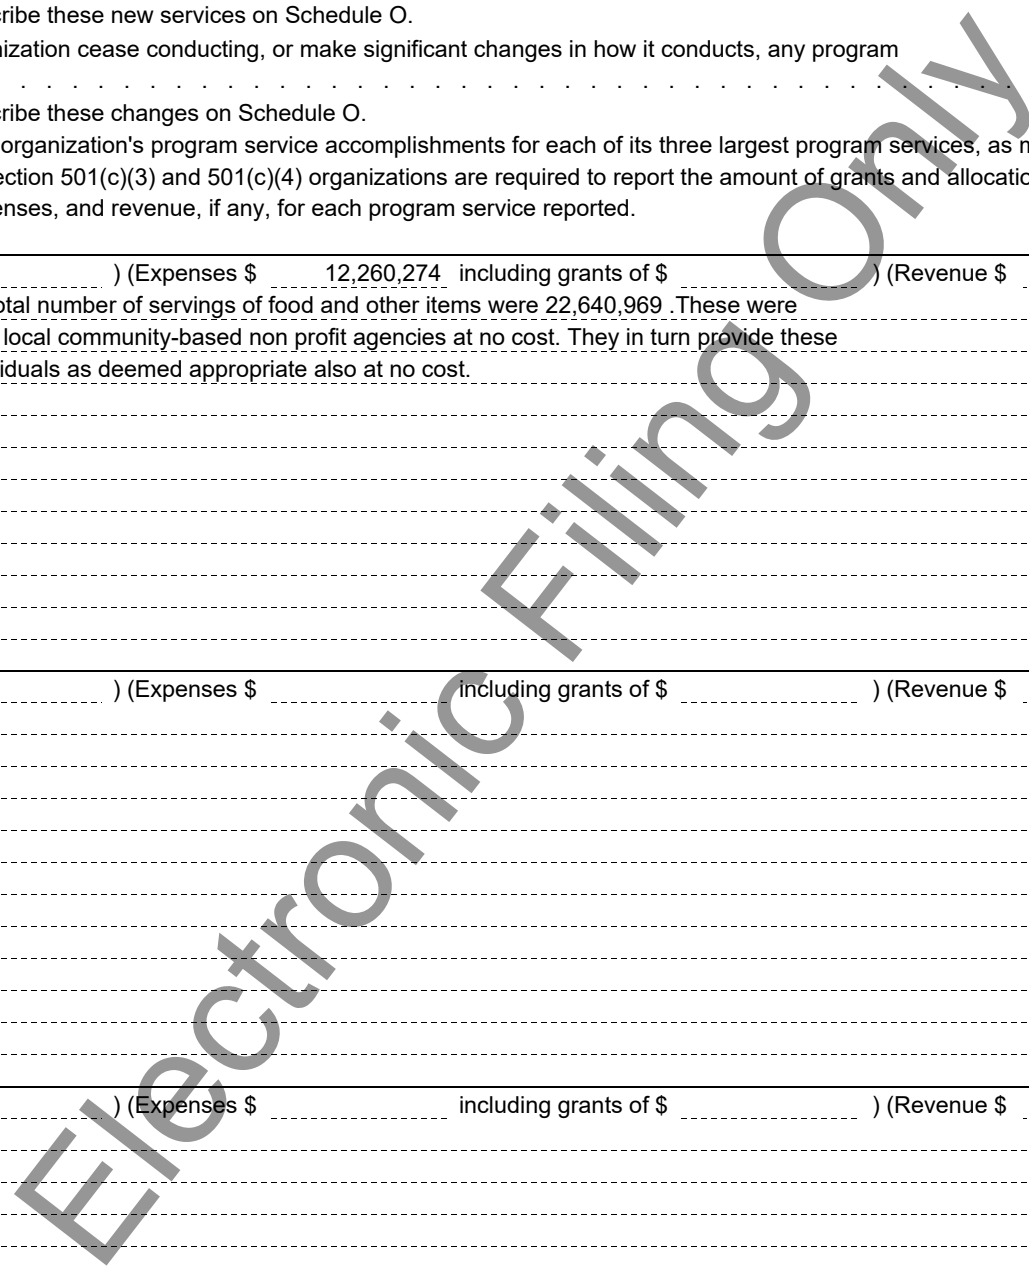 cribe these new services on Schedule O.
nization cease conducting, or make significant changes in how it conducts, any program
. . . . . . . . . . . . . . . . . . . . . . . . . . . . . . . . . . . . . . .
cribe these changes on Schedule O.
organization's program service accomplishments for each of its three largest program services, as m
ection 501(c)(3) and 501(c)(4) organizations are required to report the amount of grants and allocatio
enses, and revenue, if any, for each program service reported.
) (Expenses $ 12,260,274 including grants of $ ) (Revenue $
otal number of servings of food and other items were 22,640,969 .These were
local community-based non profit agencies at no cost. They in turn provide these
iduals as deemed appropriate also at no cost.
) (Expenses $ including grants of $ ) (Revenue $
) (Expenses $ including grants of $ ) (Revenue $
Electronic Filing Only